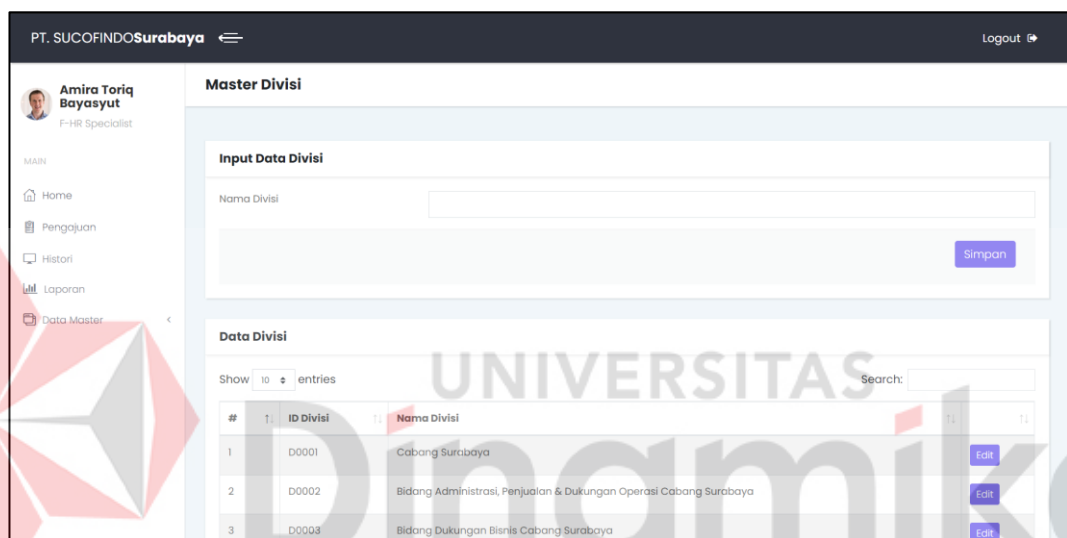 PT. SUCOFINDOSurabaya
Logout
Amira Toriq
Bayasyut
F-HR Specialist
MAIN
Home
Pengajuan
Histori
Laporan
Data Master
Master Divisi
Input Data Divisi
Nama Divisi
Simpan
Data Divisi
Show 10 entries
Search:
# ID Divisi Nama Divisi
1 D0001 Cabang Surabaya Edit
2 D0002 Bidang Administrasi, Penjualan & Dukungan Operasi Cabang Surabaya Edit
3 D0003 Bidang Dukungan Bisnis Cabang Surabaya Edit
UNIVERSITAS
Dinamika